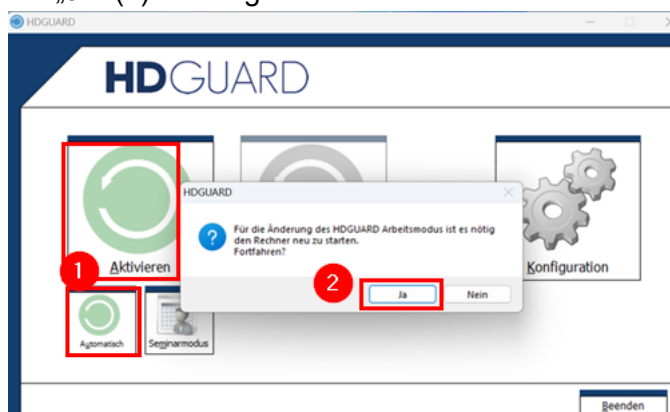 HDGUARD
HDGUARD
HDGUARD
Für die Änderung des HDGUARD Arbeitsmodus ist es nötig
den Rechner neu zu starten.
Fortfahren?
1
Aktivieren
2
Ja
Nein
Konfiguration
Automatisch
Seminarmodus
Beenden